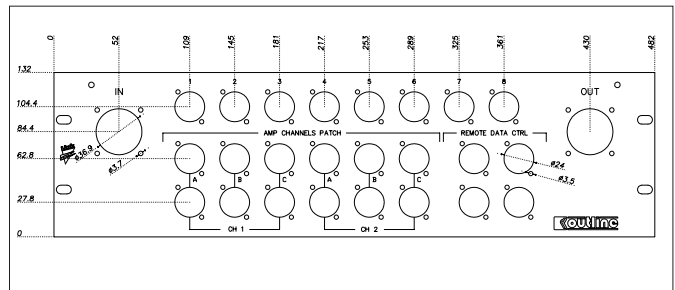 0 52 109 145 181 217 253 289 325 361 430 482
132
1 2 3 4 5 6 7 8
IN OUT
104.4
AMP CHANNELS PATCH REMOTE DATA CTRL
84.4
ø36.9
ø3.7
62.8
ø24
ø3.5
A B C A B C
27.8
CH 1 CH 2
outline
0